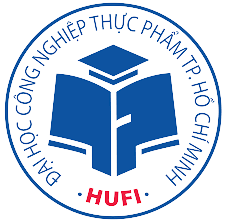 ĐẠI HỌC CÔNG NGHIỆP THỰC PHẨM TP. HỒ CHÍ MINH
· HUFI ·